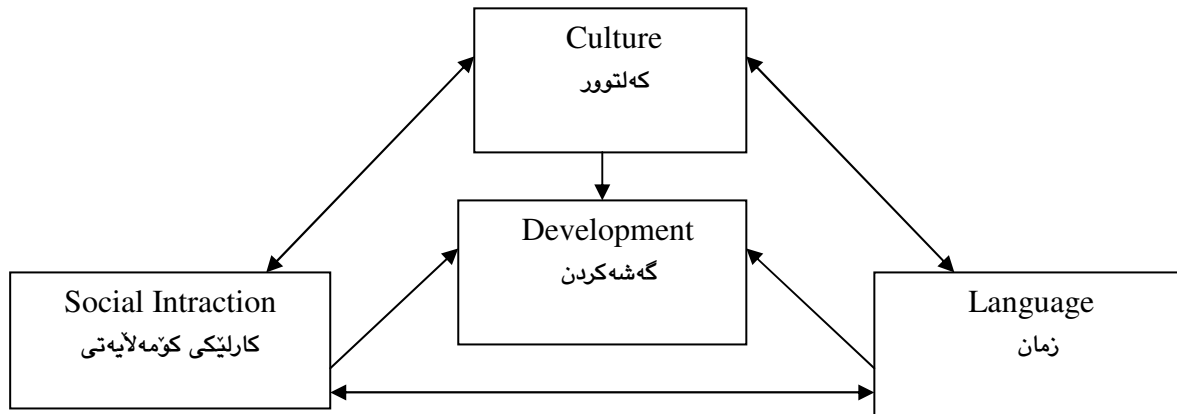 Culture
کەلتوور
Development
گەشەکردن
Social Intraction
کارلێکی کۆمەڵایەتی
Language
زمان